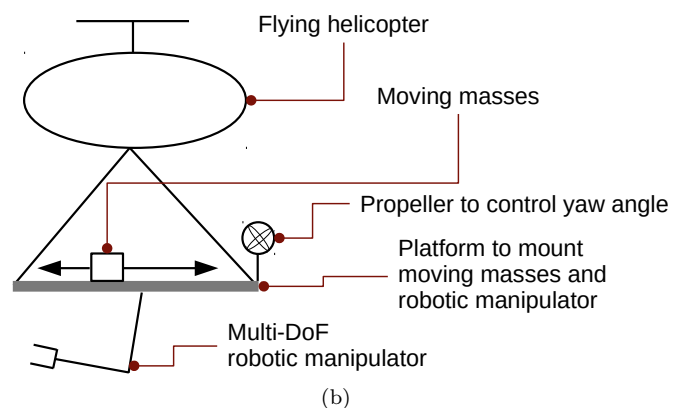 Flying helicopter
Moving masses
Propeller to control yaw angle
Platform to mount
moving masses and
robotic manipulator
Multi-DoF
robotic manipulator
(b)